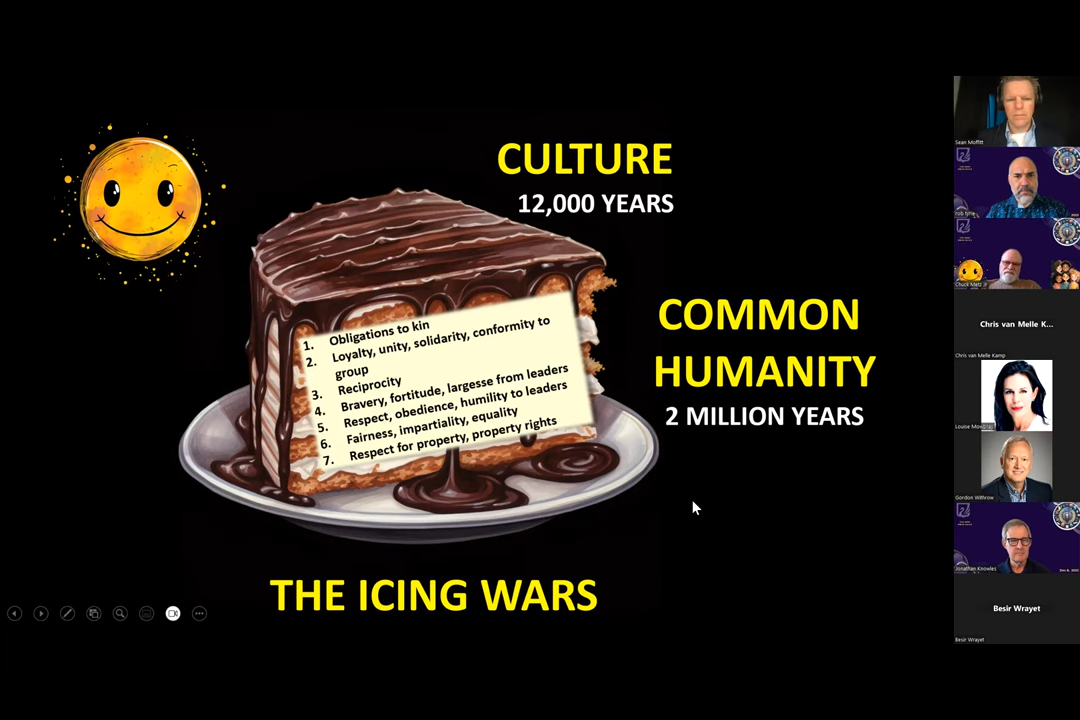 CULTURE
12,000 YEARS
COMMON
HUMANITY
2 MILLION YEARS
1. Obligations to kin
2. Loyalty, unity, solidarity, conformity to
group
3. Reciprocity
4. Bravery, fortitude, largesse from leaders
5. Respect, obedience, humility to leaders
6. Fairness, impartiality, equality
7. Respect for property, property rights
THE ICING WARS
Sean Moffitt
Chuck Metz Jr
Chris van Melle K...
Chris van Melle Kamp
Gordon Withrow
Jonathan Knowles
Besir Wrayet
Besir Wrayet